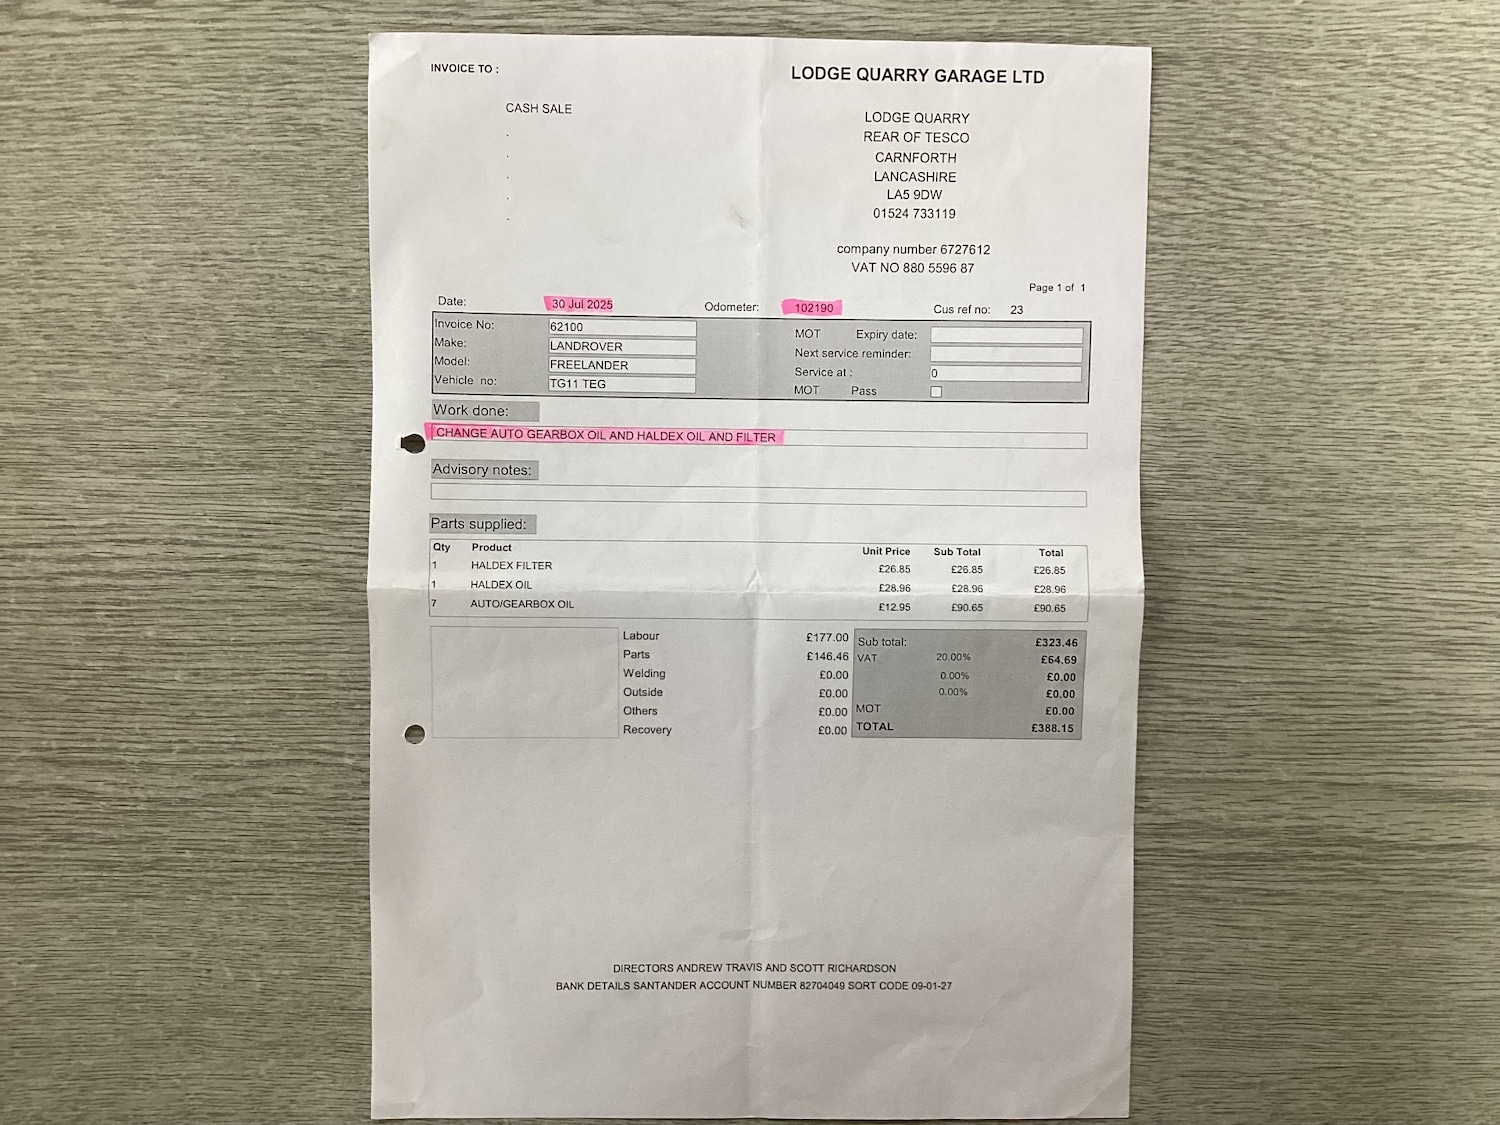 INVOICE TO :
LODGE QUARRY GARAGE LTD
CASH SALE
.
.
.
.
.
LODGE QUARRY
REAR OF TESCO
CARNFORTH
LANCASHIRE
LA5 9DW
01524 733119
company number 6727612
VAT NO 880 5596 87
Page 1 of 1
Date: 30 Jul 2025 Odometer: 102190 Cus ref no: 23
Invoice No: 62100 MOT Expiry date:
Make: LANDROVER Next service reminder:
Model: FREELANDER Service at : 0
Vehicle no: TG11 TEG MOT Pass
Work done:
CHANGE AUTO GEARBOX OIL AND HALDEX OIL AND FILTER
Advisory notes:
Parts supplied:
Qty Product Unit Price Sub Total Total
1 HALDEX FILTER £26.85 £26.85 £26.85
1 HALDEX OIL £28.96 £28.96 £28.96
7 AUTO/GEARBOX OIL £12.95 £90.65 £90.65
Labour £177.00 Sub total: £323.46
Parts £146.46 VAT 20.00% £64.69
Welding £0.00 0.00% £0.00
Outside £0.00 0.00% £0.00
Others £0.00 MOT £0.00
Recovery £0.00 TOTAL £388.15
DIRECTORS ANDREW TRAVIS AND SCOTT RICHARDSON
BANK DETAILS SANTANDER ACCOUNT NUMBER 82704049 SORT CODE 09-01-27